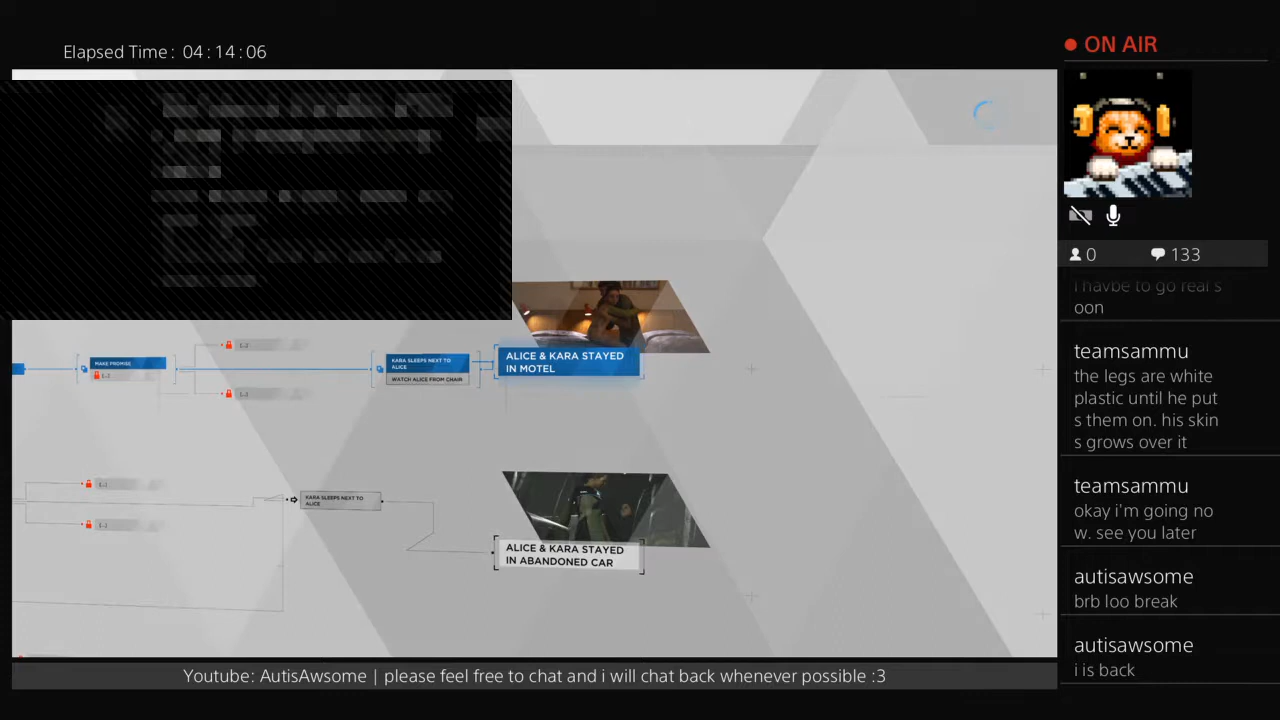 Elapsed Time: 04:14:06
ON AIR
0
133
i havbe to go real s
oon
teamsammu
the legs are white
plastic until he put
s them on. his skin
s grows over it
teamsammu
okay i'm going no
w. see you later
autisawsome
brb loo break
autisawsome
i is back
MAKE PROMISE
[...]
[...]
[...]
KARA SLEEPS NEXT TO
ALICE
WATCH ALICE FROM CHAIR
ALICE & KARA STAYED
IN MOTEL
[...]
[...]
KARA SLEEPS NEXT TO
ALICE
ALICE & KARA STAYED
IN ABANDONED CAR
Youtube: AutisAwsome | please feel free to chat and i will chat back whenever possible :3